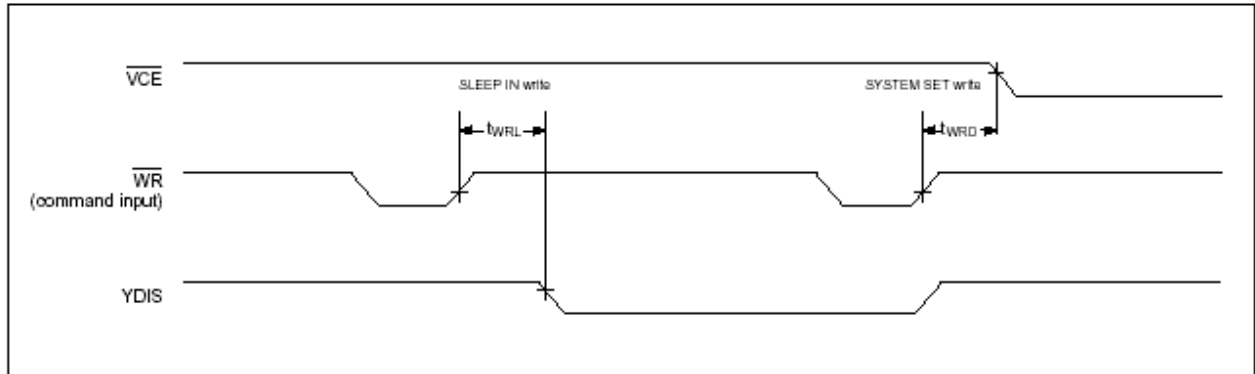 VCE
SLEEP IN write
SYSTEM SET write
tWRL
tWRD
WR
(command input)
YDIS